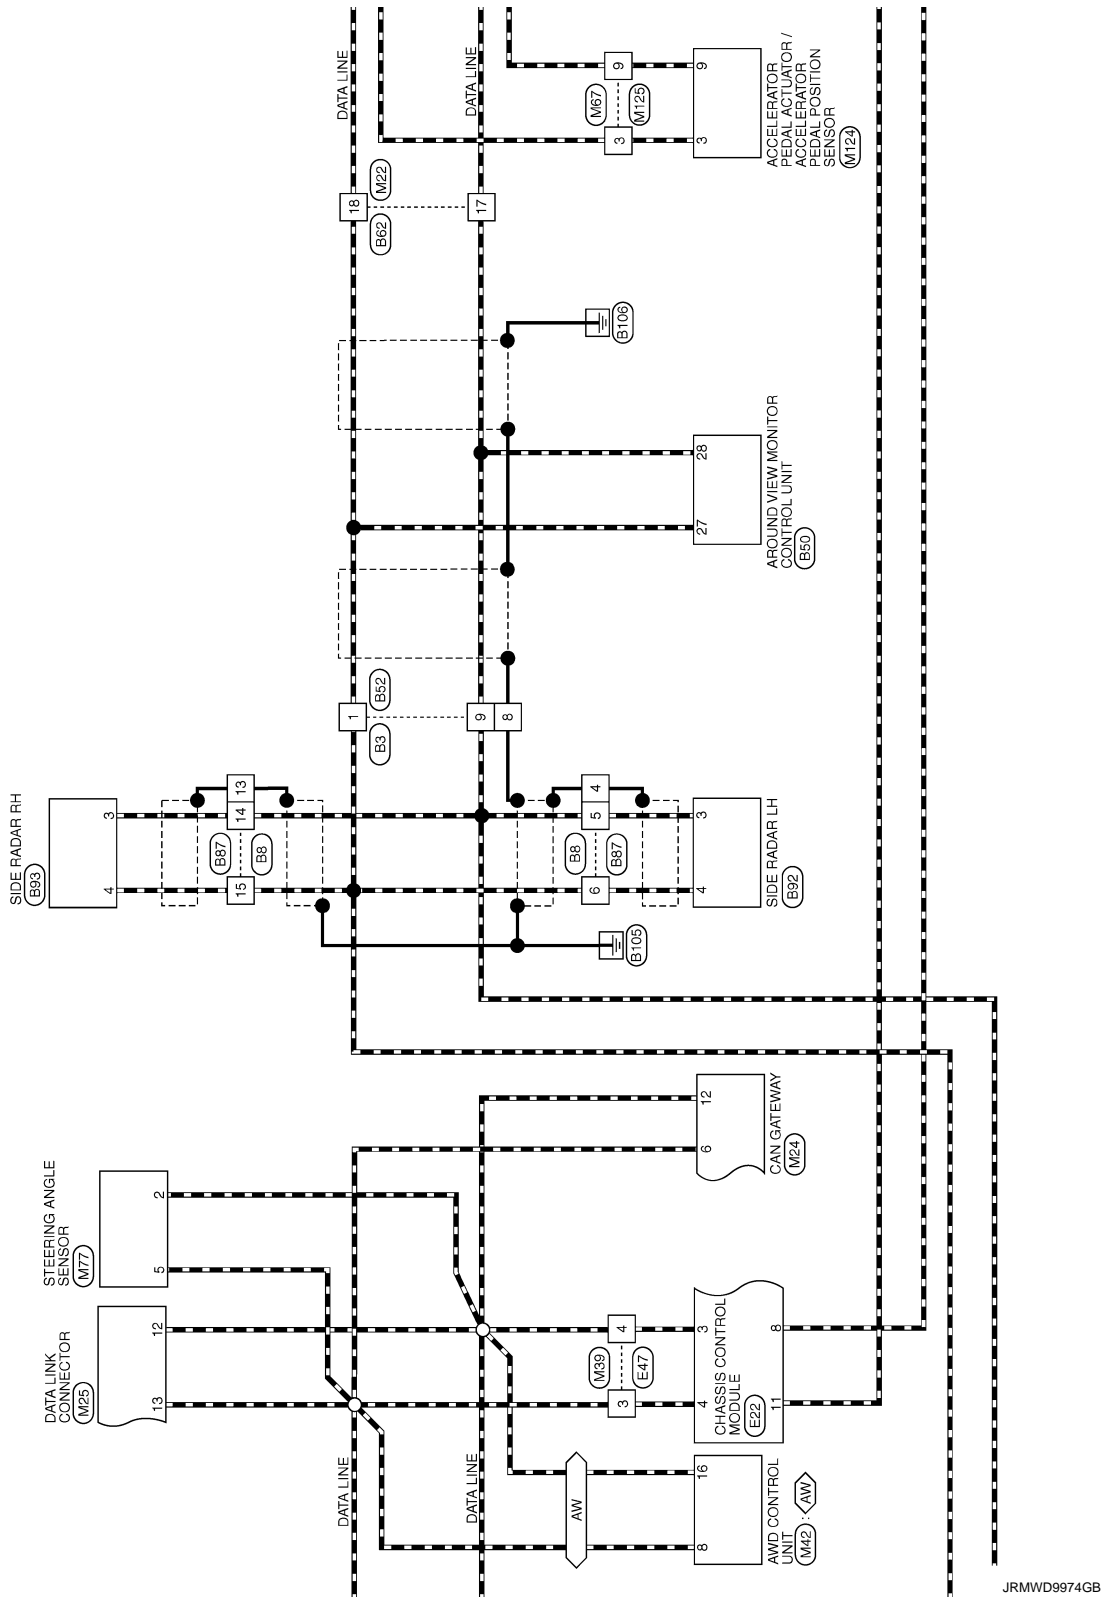 DATA LINE
DATA LINE
9
M67
M125
3
9
3
ACCELERATOR
PEDAL ACTUATOR /
ACCELERATOR
PEDAL POSITION
SENSOR
M124
18
M22
B62
17
B106
28
27
AROUND VIEW MONITOR
CONTROL UNIT
B50
1
B52
B3
9
8
SIDE RADAR RH
B93
3
4
13
14
B87
B8
15
4
5
B8
B87
6
3
4
SIDE RADAR LH
B92
B105
12
6
CAN GATEWAY
M24
STEERING ANGLE
SENSOR
M77
2
5
DATA LINK
CONNECTOR
M25
12
13
4
M39
E47
3
3
4
CHASSIS CONTROL
MODULE
E22
8
11
DATA LINE
DATA LINE
AW
16
8
AWD CONTROL
UNIT
M42 : AW
JRMWD9974GB